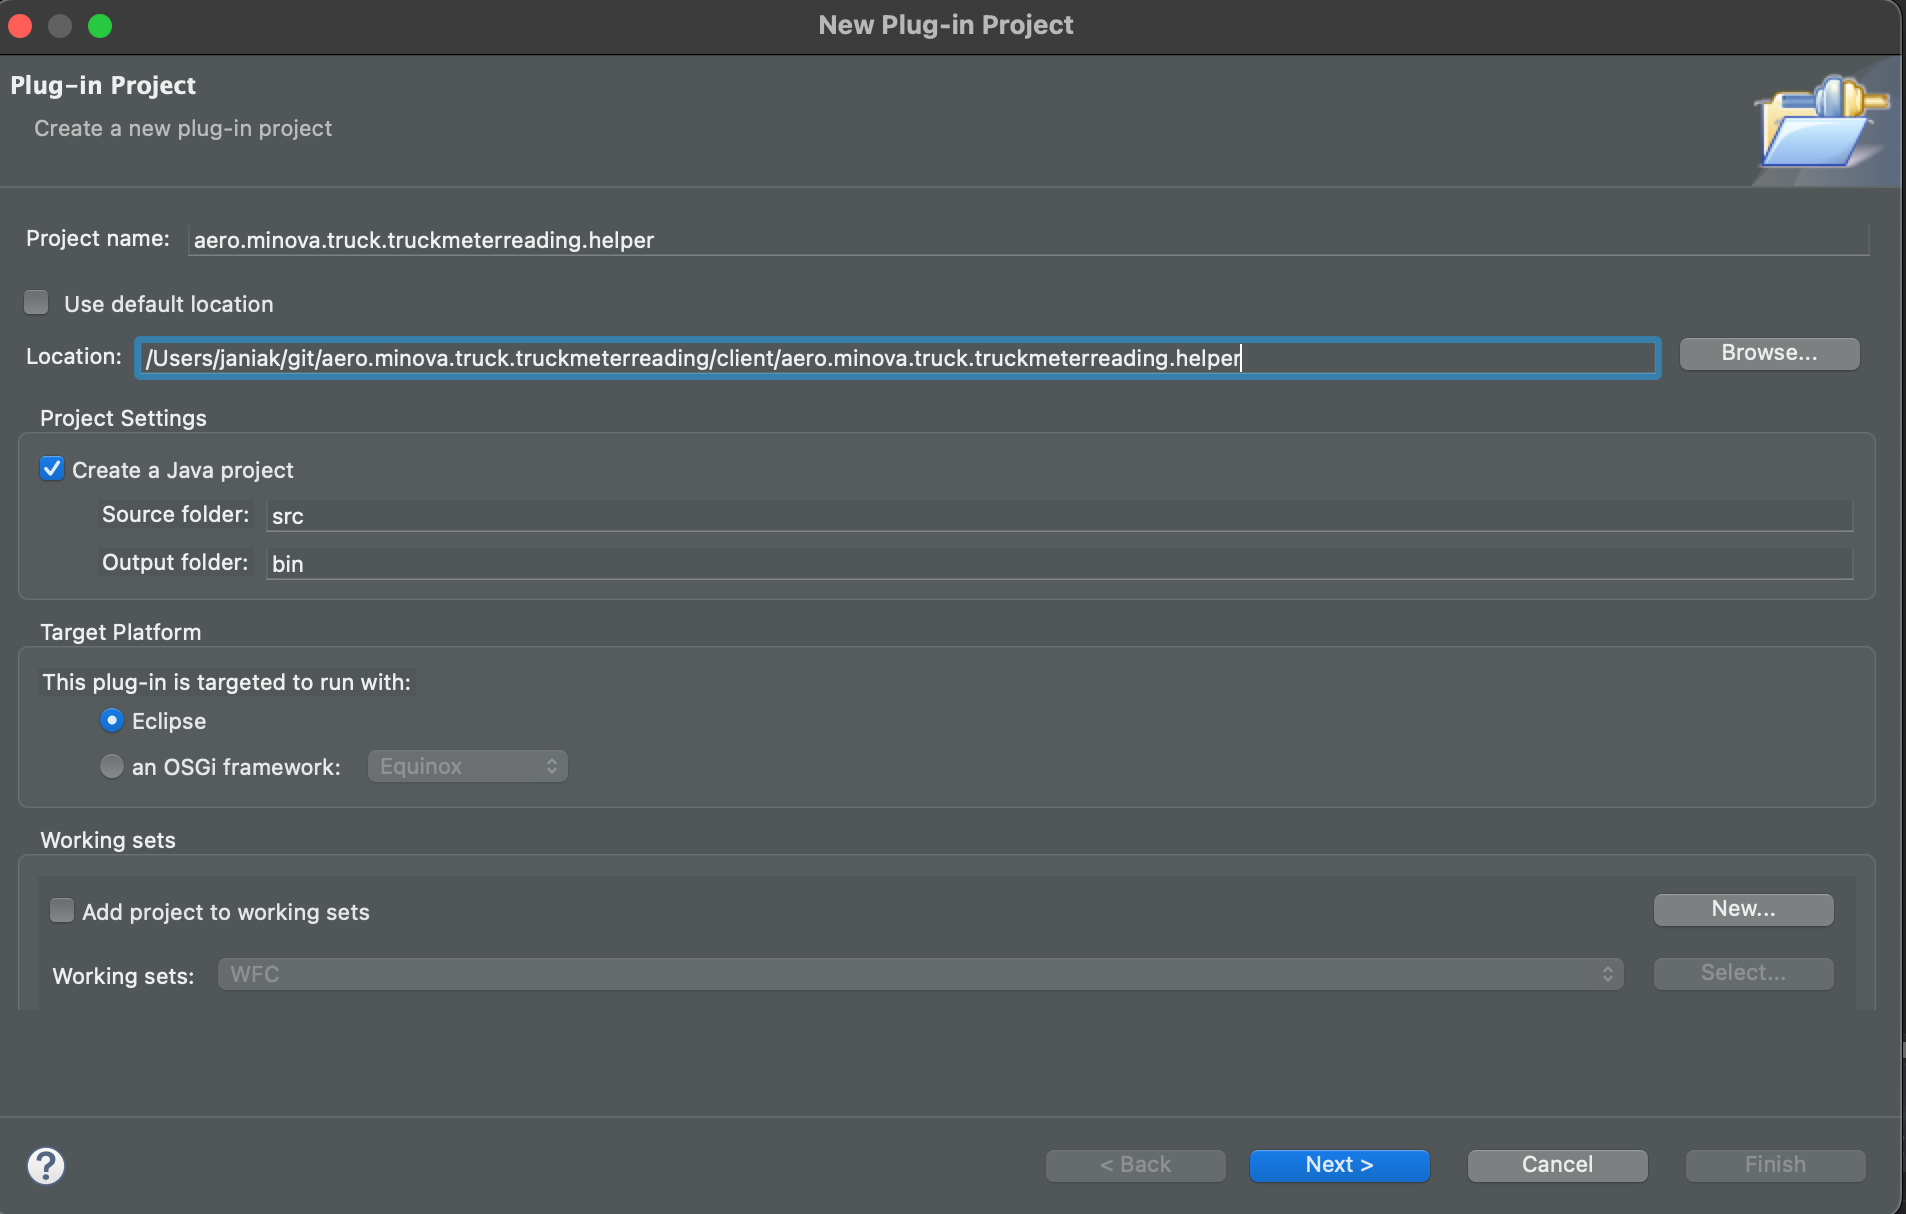 New Plug-in Project
Plug-in Project
Create a new plug-in project
Project name: aero.minova.truck.truckmeterreading.helper
Use default location
Location: /Users/janiak/git/aero.minova.truck.truckmeterreading/client/aero.minova.truck.truckmeterreading.helper Browse...
Project Settings
Create a Java project
Source folder: src
Output folder: bin
Target Platform
This plug-in is targeted to run with:
Eclipse
an OSGi framework: Equinox
Working sets
Add project to working sets New...
Working sets: WFC Select...
? < Back Next > Cancel Finish